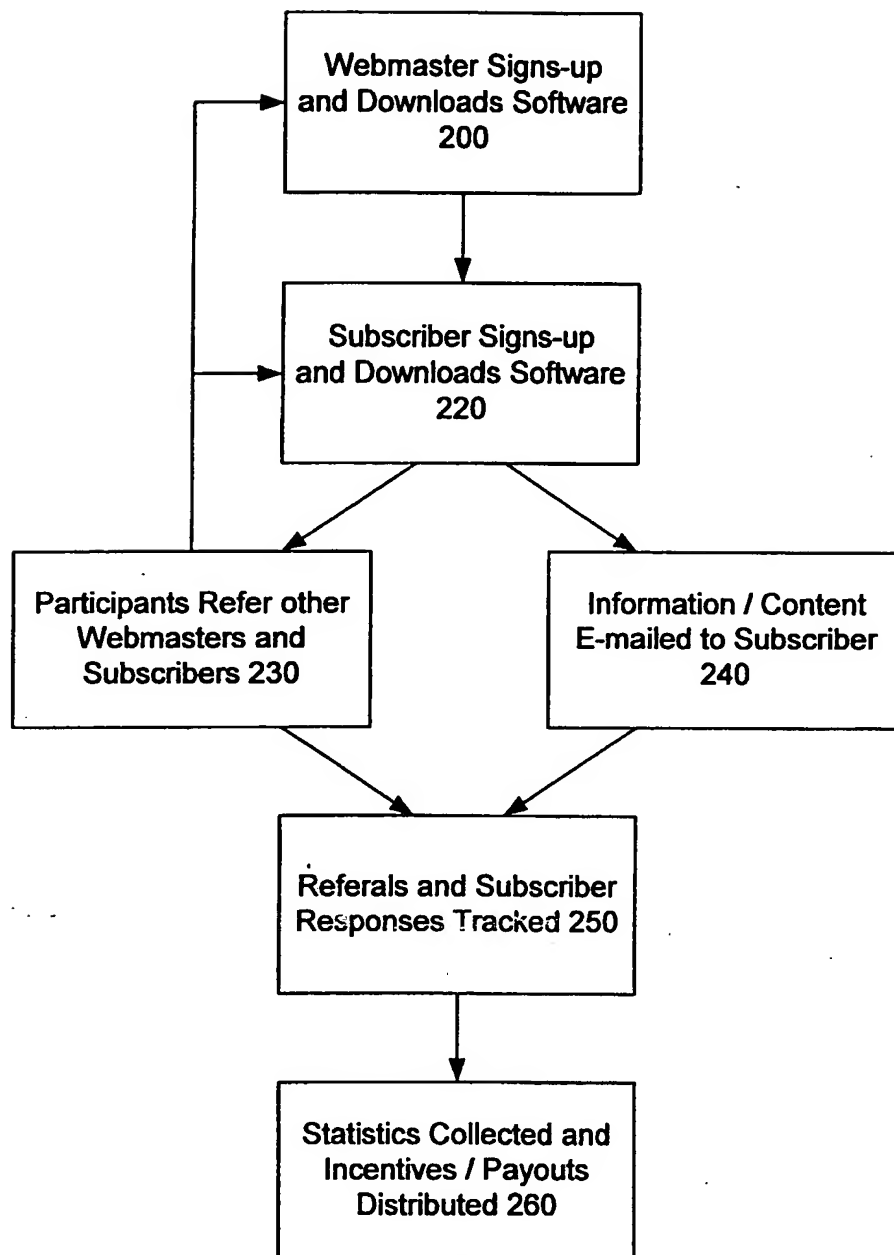 Webmaster Signs-up
and Downloads Software
200
Subscriber Signs-up
and Downloads Software
220
Participants Refer other
Webmasters and
Subscribers 230
Information / Content
E-mailed to Subscriber
240
Referals and Subscriber
Responses Tracked 250
Statistics Collected and
Incentives / Payouts
Distributed 260